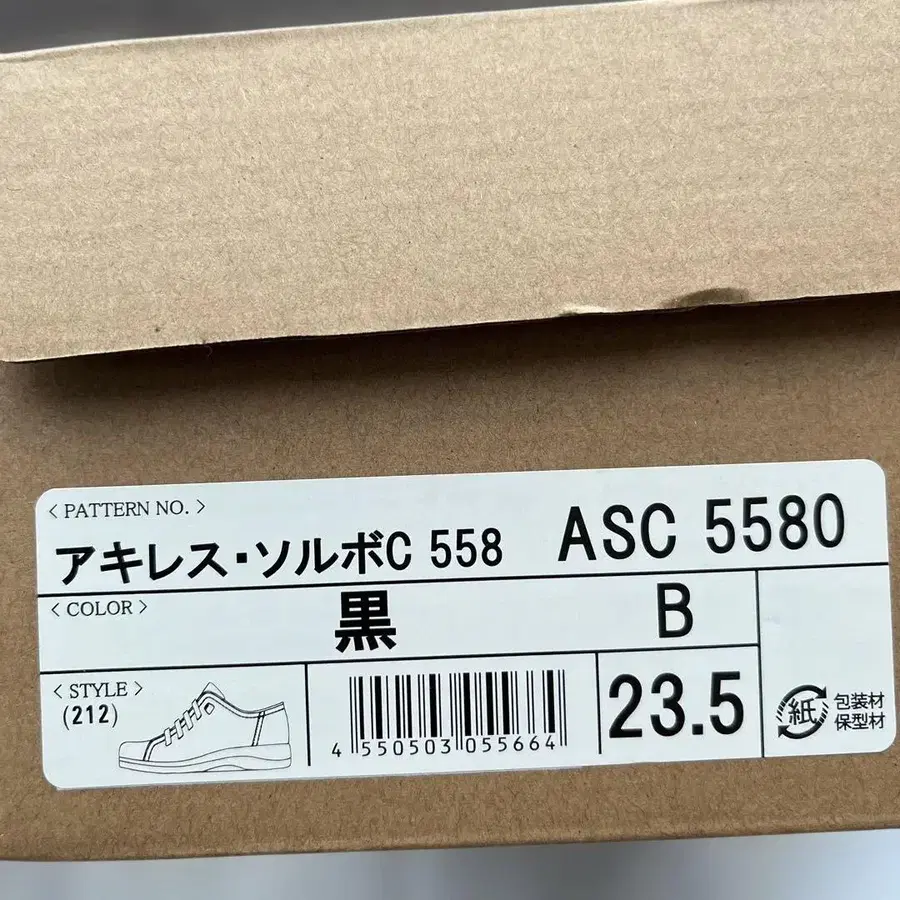 < PATTERN NO. >
アキレス・ソルボC 558 ASC 5580
< COLOR >
黒 B
< STYLE >
(212)
4 550503 055664
23.5
紙
包装材
保型材